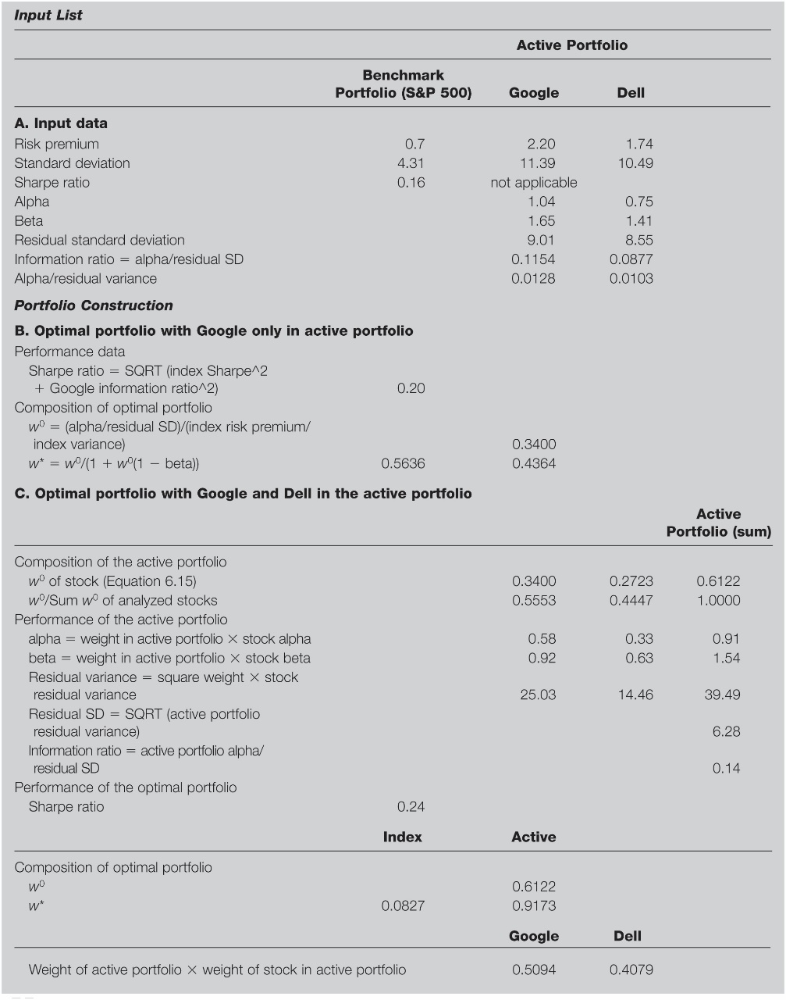 Input List
Active Portfolio
Benchmark
Portfolio (S&P 500) Google Dell
A. Input data
Risk premium 0.7 2.20 1.74
Standard deviation 4.31 11.39 10.49
Sharpe ratio 0.16 not applicable
Alpha 1.04 0.75
Beta 1.65 1.41
Residual standard deviation 9.01 8.55
Information ratio = alpha/residual SD 0.1154 0.0877
Alpha/residual variance 0.0128 0.0103
Portfolio Construction
B. Optimal portfolio with Google only in active portfolio
Performance data
Sharpe ratio = SQRT (index Sharpe^2
+ Google information ratio^2) 0.20
Composition of optimal portfolio
w⁰ = (alpha/residual SD)/(index risk premium/
index variance) 0.3400
w* = w⁰/(1 + w⁰(1 − beta)) 0.5636 0.4364
C. Optimal portfolio with Google and Dell in the active portfolio
Active
Portfolio (sum)
Composition of the active portfolio
w⁰ of stock (Equation 6.15) 0.3400 0.2723 0.6122
w⁰/Sum w⁰ of analyzed stocks 0.5553 0.4447 1.0000
Performance of the active portfolio
alpha = weight in active portfolio × stock alpha 0.58 0.33 0.91
beta = weight in active portfolio × stock beta 0.92 0.63 1.54
Residual variance = square weight × stock
residual variance 25.03 14.46 39.49
Residual SD = SQRT (active portfolio
residual variance) 6.28
Information ratio = active portfolio alpha/
residual SD 0.14
Performance of the optimal portfolio
Sharpe ratio 0.24
Index Active
Composition of optimal portfolio
w⁰ 0.6122
w* 0.0827 0.9173
Google Dell
Weight of active portfolio × weight of stock in active portfolio 0.5094 0.4079